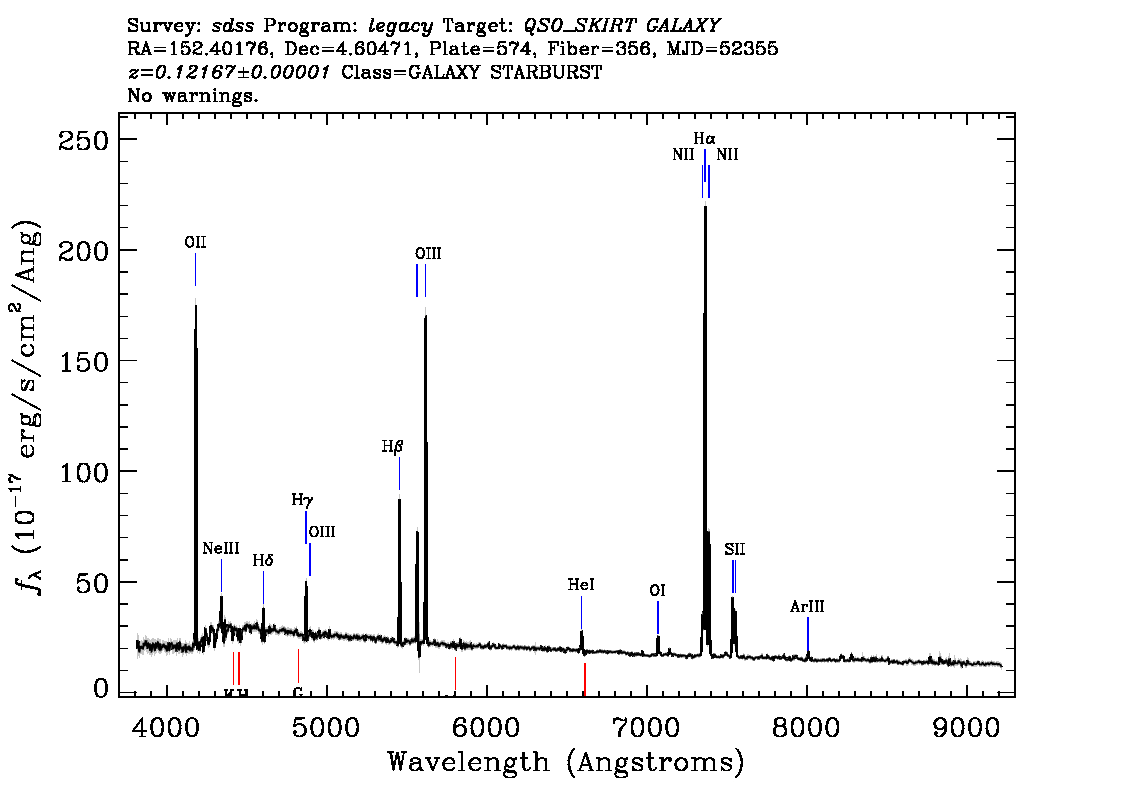 Survey: sdss Program: legacy Target: QSO_SKIRT GALAXY
RA=152.40176, Dec=4.60471, Plate=574, Fiber=356, MJD=52355
z=0.12167±0.00001 Class=GALAXY STARBURST
No warnings.
250
200
150
100
50
0
f_λ (10^−17 erg/s/cm^2/Ang)
Hα
NII NII
OII
OIII
Hβ
Hγ
OIII
NeIII
Hδ
HeI
OI
SII
ArIII
K H
G
4000 5000 6000 7000 8000 9000
Wavelength (Angstroms)